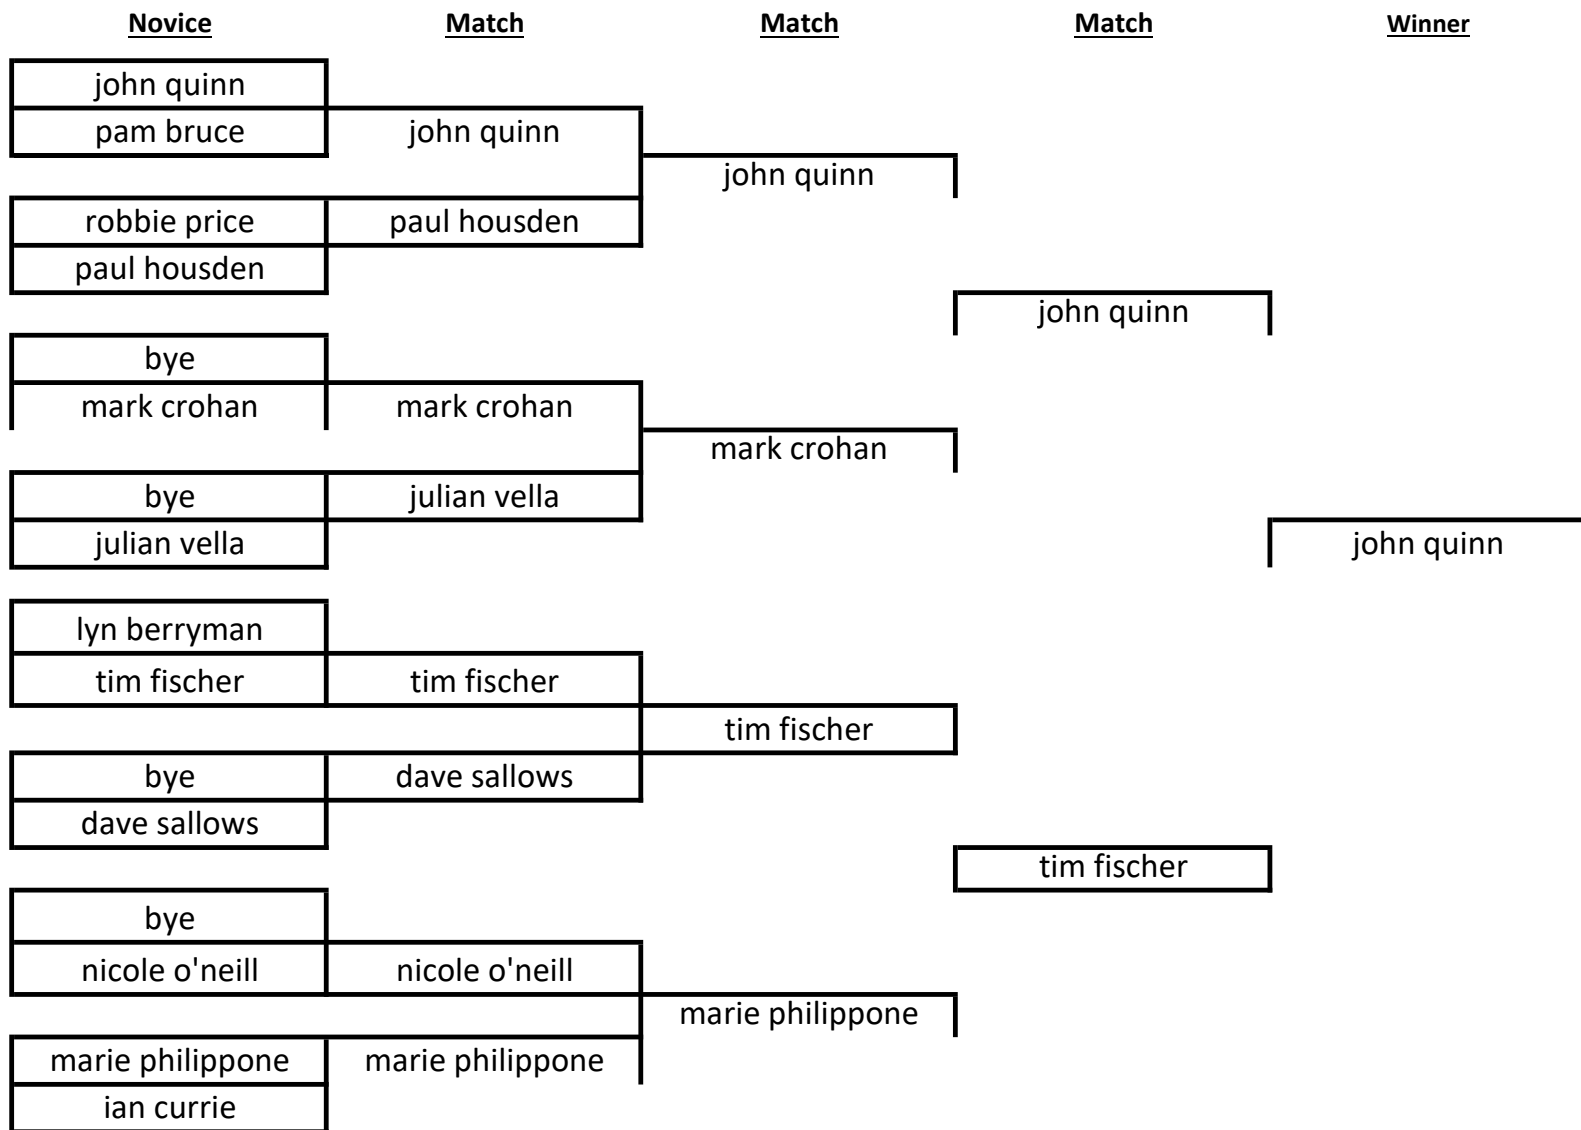 Novice Match Match Match Winner
john quinn
pam bruce john quinn
john quinn
robbie price paul housden
paul housden
john quinn
bye
mark crohan mark crohan
mark crohan
bye julian vella
julian vella john quinn
lyn berryman
tim fischer tim fischer
tim fischer
bye dave sallows
dave sallows
tim fischer
bye
nicole o'neill nicole o'neill
marie philippone
marie philippone marie philippone
ian currie